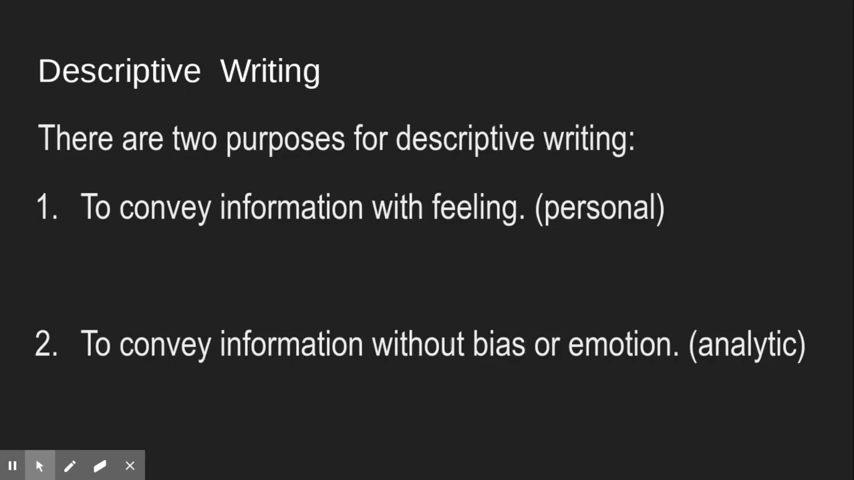 Descriptive Writing
There are two purposes for descriptive writing:
1. To convey information with feeling. (personal)
2. To convey information without bias or emotion. (analytic)